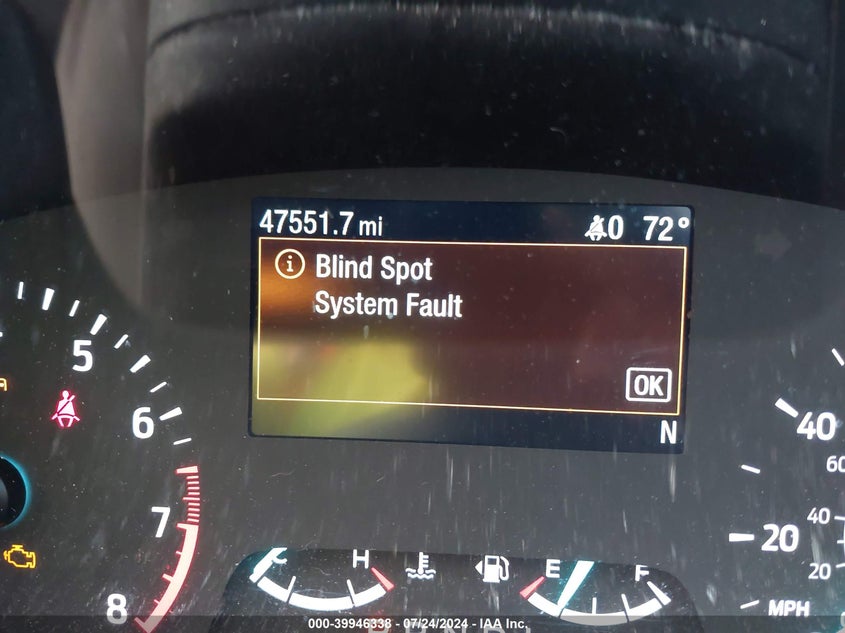 47551.7 mi 0 72°
i Blind Spot
System Fault
OK
N
5
6
7
8
C H
E F
40
60
20
40
20
MPH
000-39946338 - 07/24/2024 - IAA Inc.